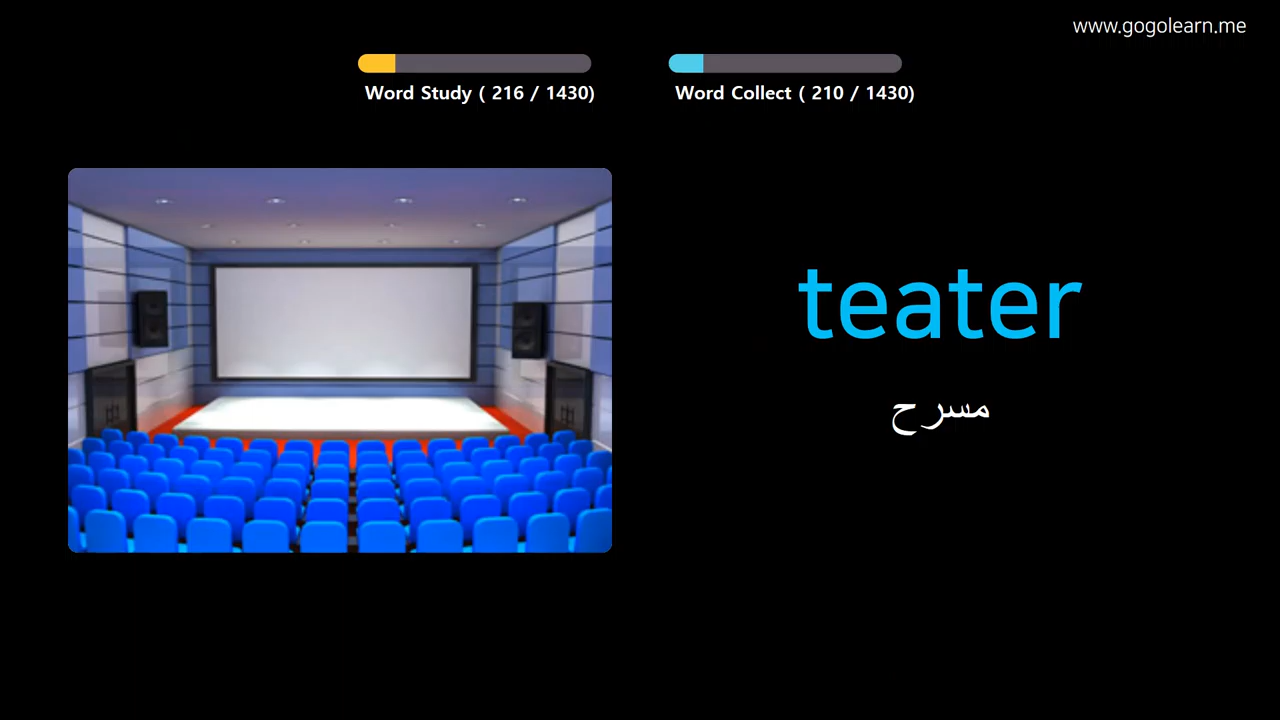 www.gogolearn.me
Word Study ( 216 / 1430)
Word Collect ( 210 / 1430)
teater
مسرح